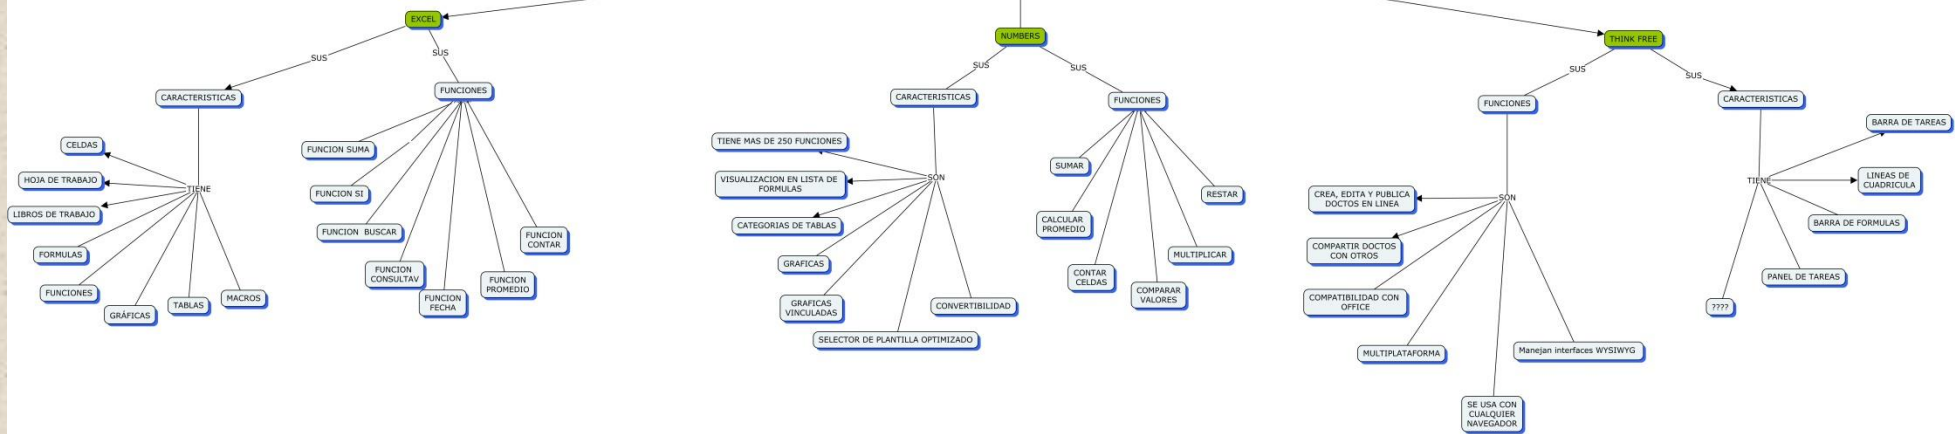 EXCEL
SUS
SUS
CARACTERISTICAS
FUNCIONES
CELDAS
HOJA DE TRABAJO
LIBROS DE TRABAJO
FORMULAS
FUNCIONES
GRÁFICAS
TABLAS
MACROS
TIENE
FUNCION SUMA
FUNCION SI
FUNCION BUSCAR
FUNCION
CONSULTAV
FUNCION
FECHA
FUNCION
PROMEDIO
FUNCION
CONTAR
NUMBERS
SUS
SUS
CARACTERISTICAS
FUNCIONES
TIENE MAS DE 250 FUNCIONES
SON
VISUALIZACION EN LISTA DE
FORMULAS
CATEGORIAS DE TABLAS
GRAFICAS
GRAFICAS
VINCULADAS
SELECTOR DE PLANTILLA OPTIMIZADO
CONVERTIBILIDAD
SUMAR
CALCULAR
PROMEDIO
CONTAR
CELDAS
COMPARAR
VALORES
MULTIPLICAR
RESTAR
THINK FREE
SUS
SUS
FUNCIONES
CARACTERISTICAS
SON
CREA, EDITA Y PUBLICA
DOCTOS EN LINEA
COMPARTIR DOCTOS
CON OTROS
COMPATIBILIDAD CON
OFFICE
MULTIPLATAFORMA
SE USA CON
CUALQUIER
NAVEGADOR
Manejan interfaces WYSIWYG
TIENE
BARRA DE TAREAS
LINEAS DE
CUADRICULA
BARRA DE FORMULAS
PANEL DE TAREAS
????